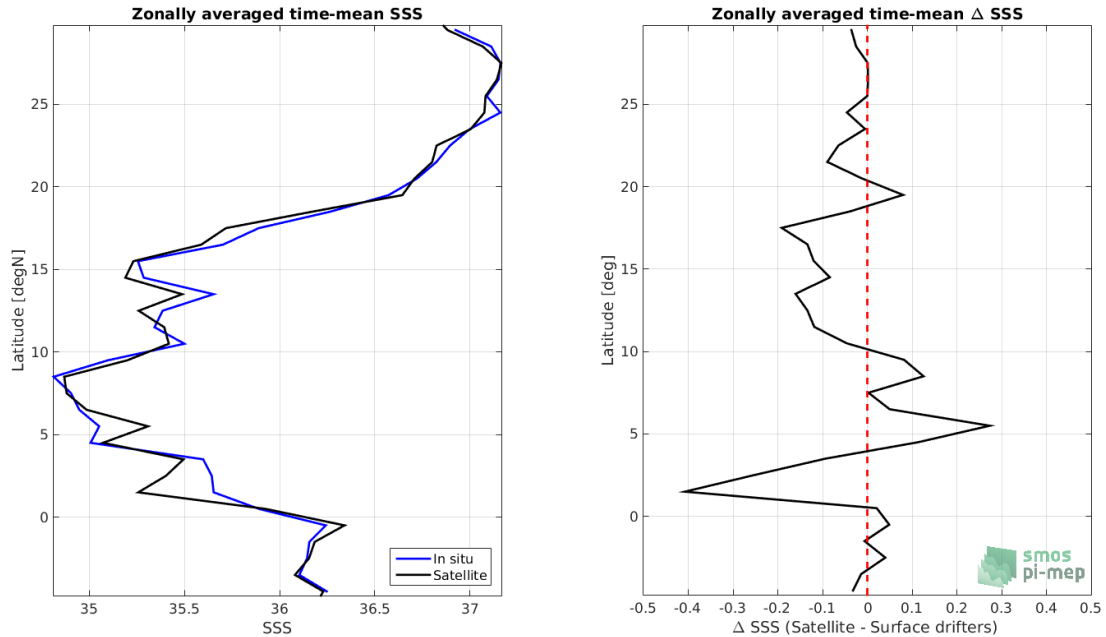 Zonally averaged time-mean SSS
Latitude [degN]
25
20
15
10
5
0
35
35.5
36
36.5
37
SSS
In situ
Satellite
Zonally averaged time-mean Δ SSS
Latitude [deg]
25
20
15
10
5
0
-0.5
-0.4
-0.3
-0.2
-0.1
0
0.1
0.2
0.3
0.4
0.5
Δ SSS (Satellite - Surface drifters)
smos
pi-mep